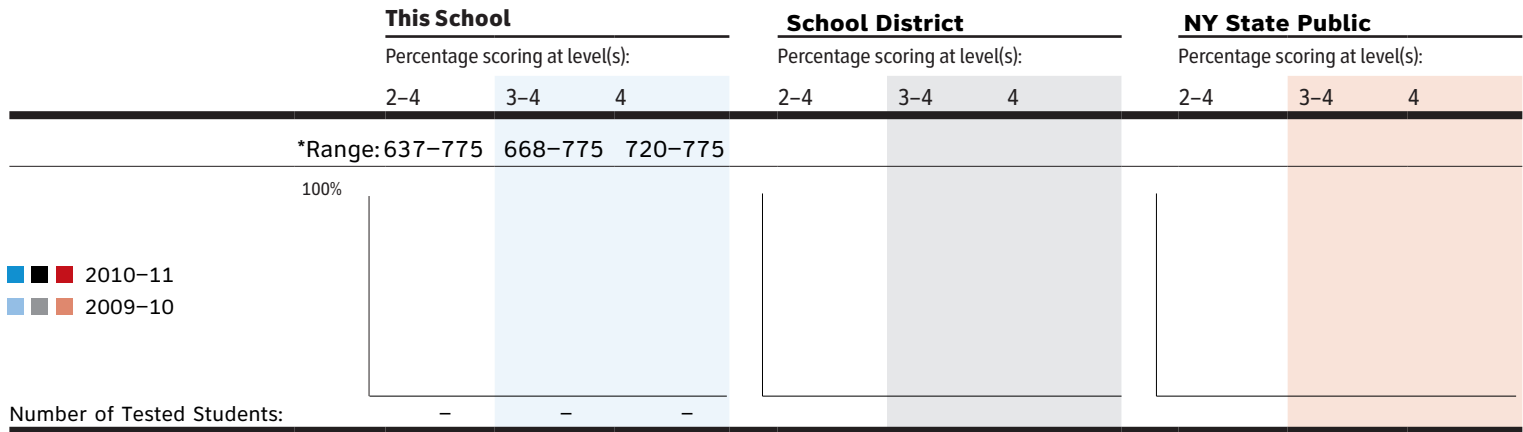 This School School District NY State Public
Percentage scoring at level(s): Percentage scoring at level(s): Percentage scoring at level(s):
2–4 3–4 4 2–4 3–4 4 2–4 3–4 4
*Range: 637–775 668–775 720–775
100%
2010–11
2009–10
Number of Tested Students: – – –